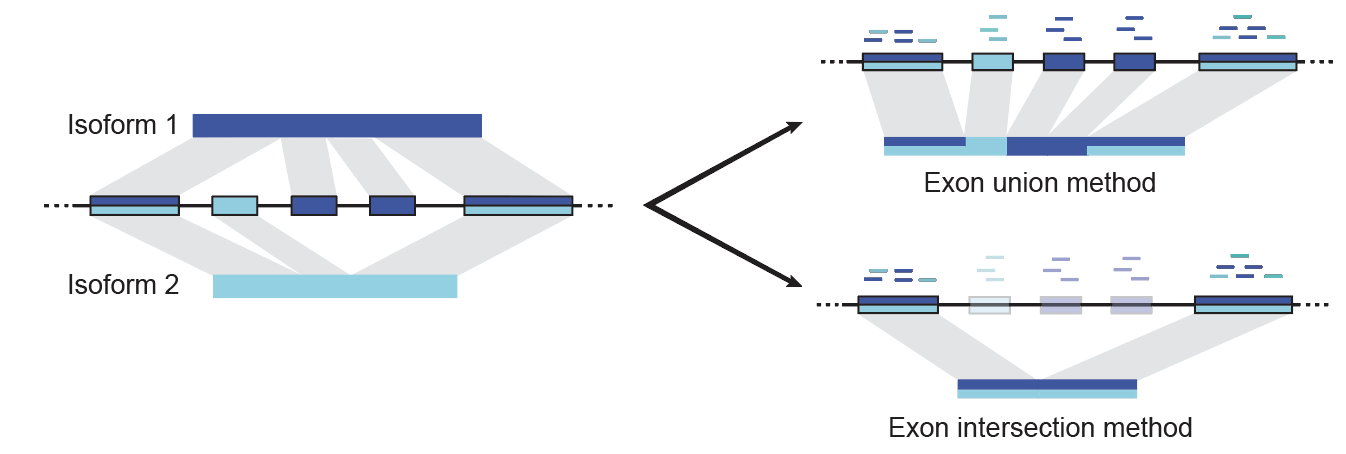 Isoform 1
Isoform 2
Exon union method
Exon intersection method